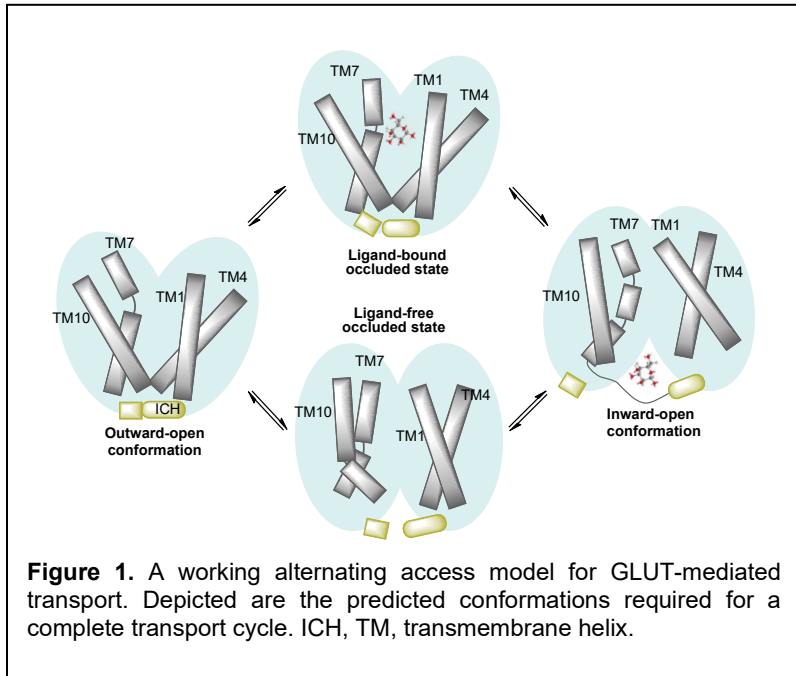 TM7
TM1
TM4
TM10
Ligand-bound
occluded state
TM7
TM1
TM4
TM10
ICH
Outward-open
conformation
Ligand-free
occluded state
TM7
TM10
TM4
TM1
TM7
TM1
TM4
TM10
Inward-open
conformation
Figure 1. A working alternating access model for GLUT-mediated
transport. Depicted are the predicted conformations required for a
complete transport cycle. ICH, TM, transmembrane helix.